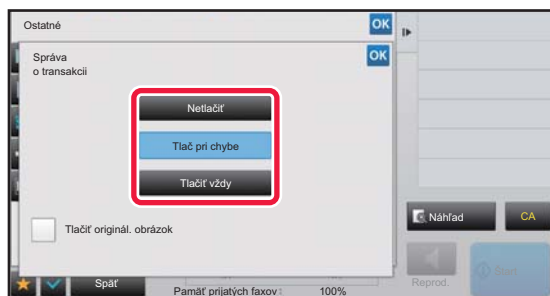 Ostatné
OK
Správa
o transakcii
OK
Netlačiť
Tlač pri chybe
Tlačiť vždy
Tlačiť originál. obrázok
Náhľad
CA
Späť
Reprod.
Štart
Pamäť prijatých faxov 100%